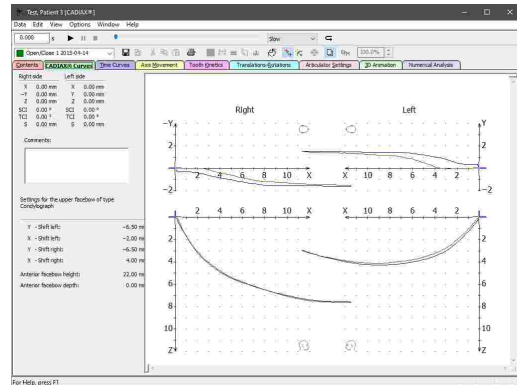 Test, Patient 3 [CADIAX®]
Data Edit View Options Window Help
0.000 s Slow
Open/Close 1 2015-04-14 100.0%
Contents CADIAX® Curves Time Curves Axis Movement Tooth Kinetics Translations-Rotations Articulator Settings 3D Animation Numerical Analysis
Right side Left side
X 0.00 mm X 0.00 mm
-Y 0.00 mm Y 0.00 mm
Z 0.00 mm Z 0.00 mm
SCI 0.00 ° SCI 0.00 °
TCI 0.00 ° TCI 0.00 °
S 0.00 mm S 0.00 mm
Comments:
Settings for the upper facebow of type
Condylograph
Y - Shift left: -6.50 mm
X - Shift left: -2.00 mm
Y - Shift right: -6.50 mm
X - Shift right: 4.00 mm
Anterior facebow height: 22.00 mm
Anterior facebow depth: 0.00 mm
Right Left
-Y Y
2 2
2 4 6 8 10 X X 10 8 6 4 2
-2 -2
-Y
2 4 6 8 10 X X 10 8 6 4 2
2 2
4 4
6 6
8 8
10 10
Z Z
For Help, press F1